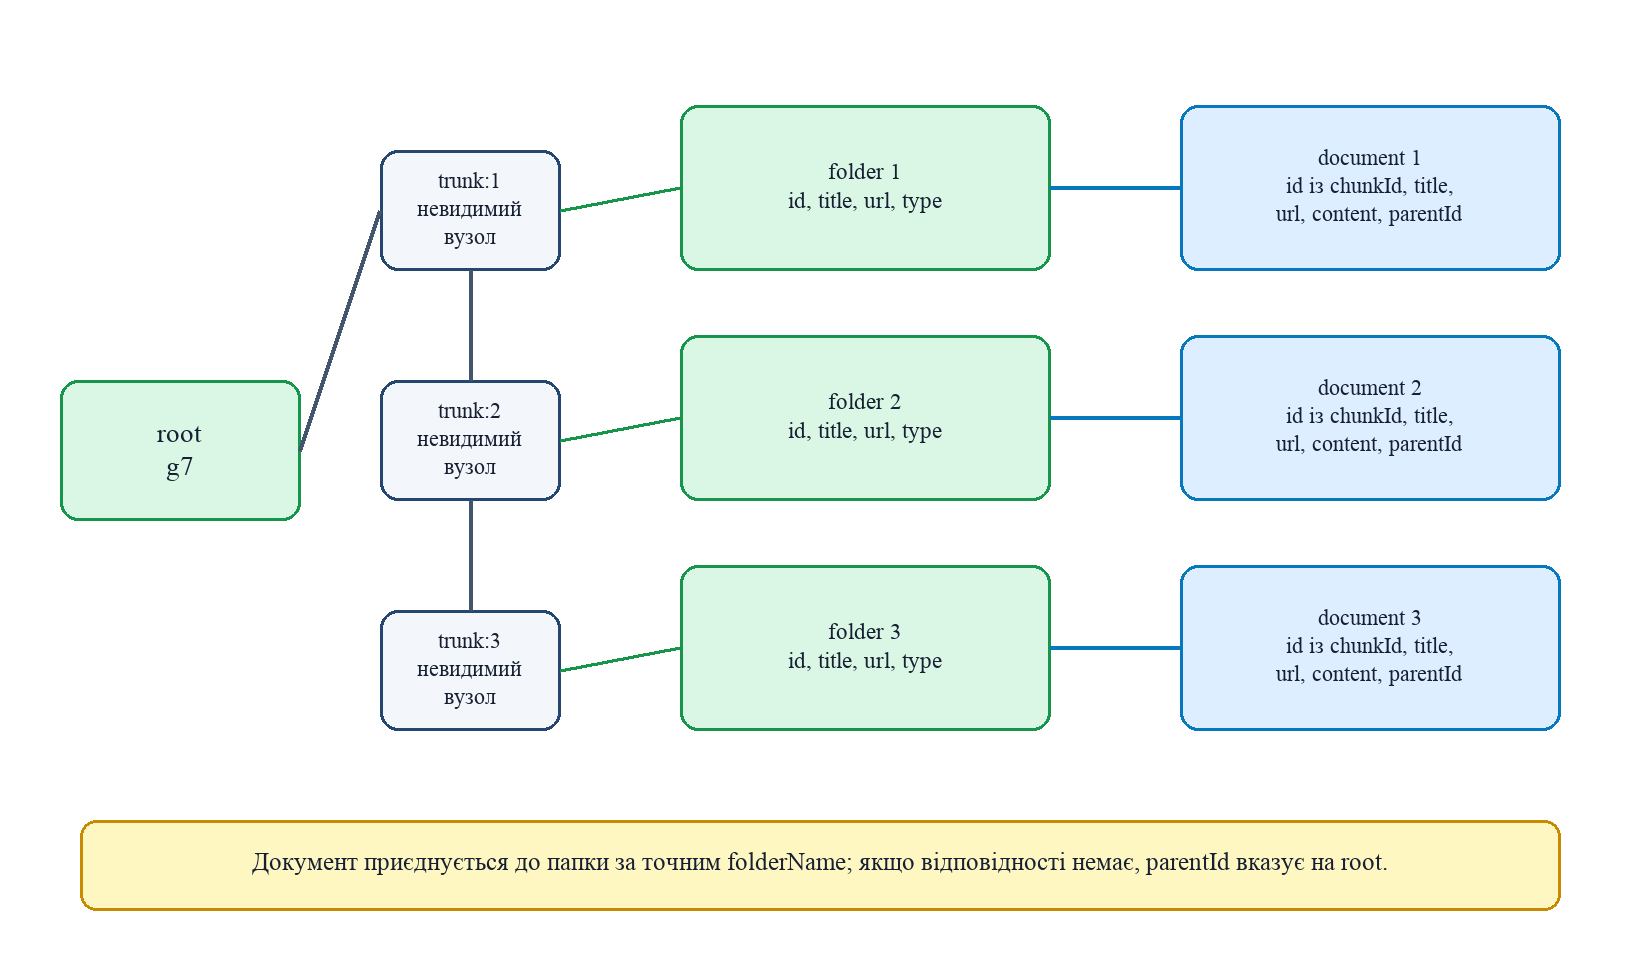 root
g7
trunk:1
невидимий
вузол
folder 1
id, title, url, type
document 1
id із chunkId, title,
url, content, parentId
trunk:2
невидимий
вузол
folder 2
id, title, url, type
document 2
id із chunkId, title,
url, content, parentId
trunk:3
невидимий
вузол
folder 3
id, title, url, type
document 3
id із chunkId, title,
url, content, parentId
Документ приєднується до папки за точним folderName; якщо відповідності немає, parentId вказує на root.